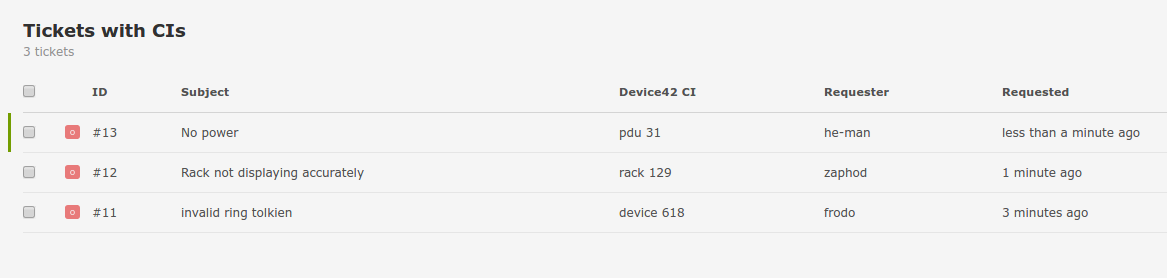 Tickets with CIs
3 tickets
ID Subject Device42 CI Requester Requested
o #13 No power pdu 31 he-man less than a minute ago
o #12 Rack not displaying accurately rack 129 zaphod 1 minute ago
o #11 invalid ring tolkien device 618 frodo 3 minutes ago